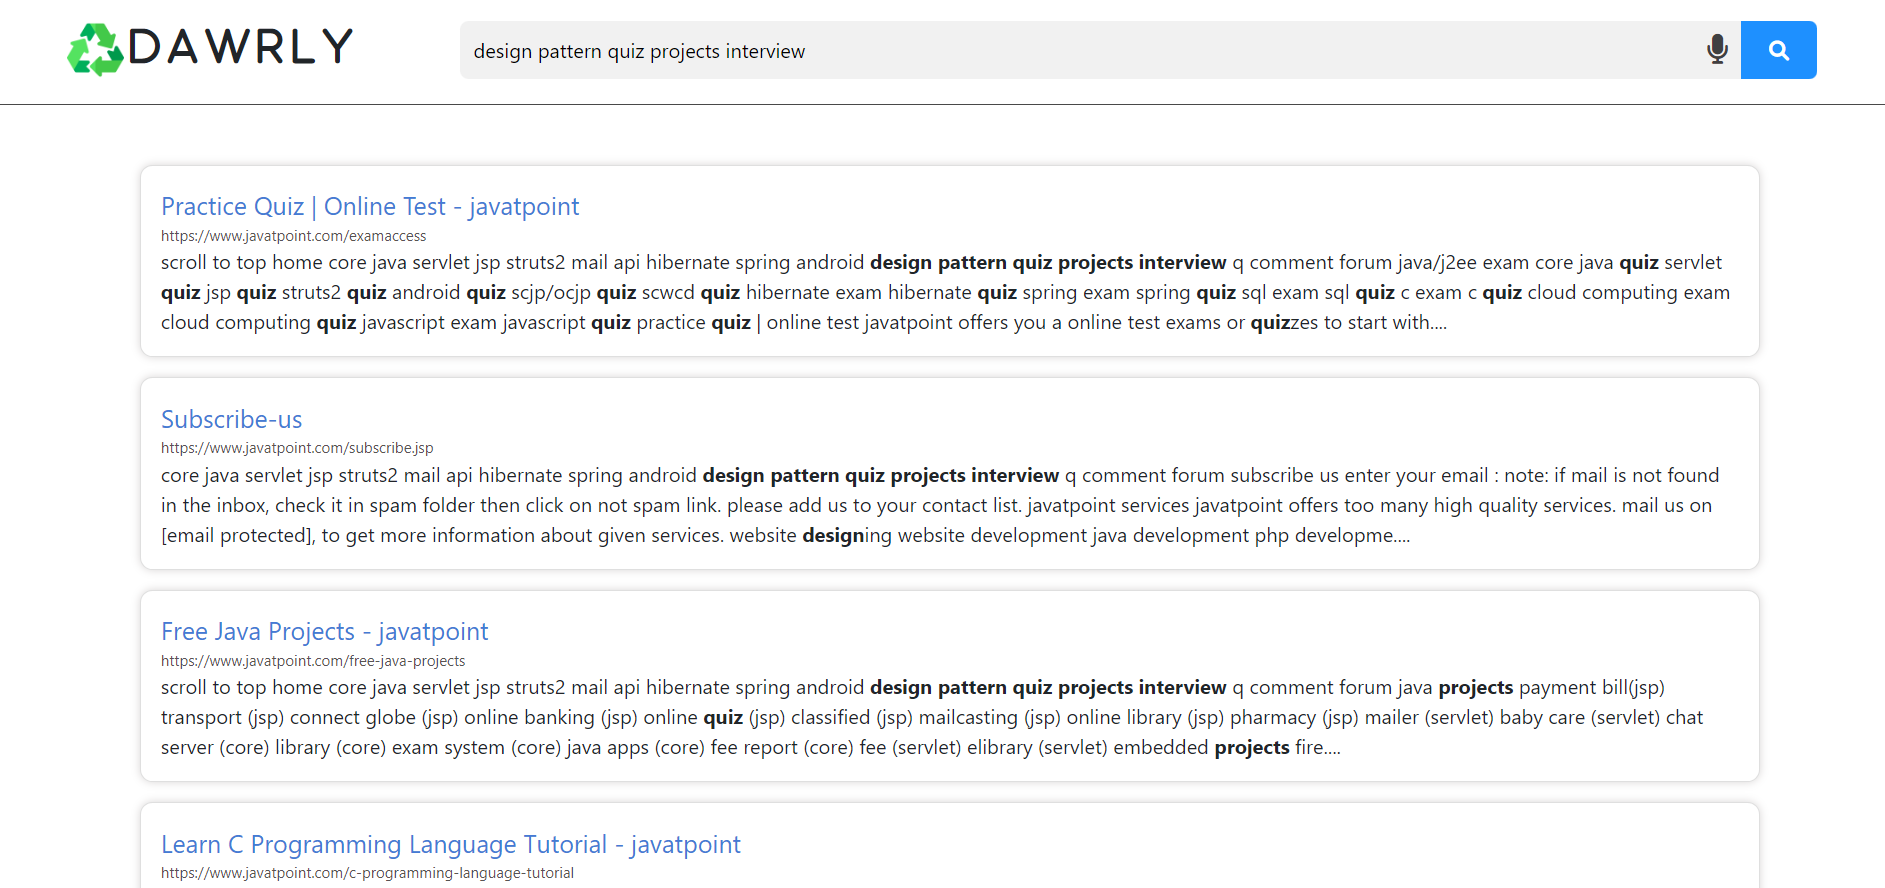 DAWRLY
design pattern quiz projects interview
Practice Quiz | Online Test - javatpoint
https://www.javatpoint.com/examaccess
scroll to top home core java servlet jsp struts2 mail api hibernate spring android design pattern quiz projects interview q comment forum java/j2ee exam core java quiz servlet
quiz jsp quiz struts2 quiz android quiz scjp/ocjp quiz scwcd quiz hibernate exam hibernate quiz spring exam spring quiz sql exam sql quiz c exam c quiz cloud computing exam
cloud computing quiz javascript exam javascript quiz practice quiz | online test javatpoint offers you a online test exams or quizzes to start with....
Subscribe-us
https://www.javatpoint.com/subscribe.jsp
core java servlet jsp struts2 mail api hibernate spring android design pattern quiz projects interview q comment forum subscribe us enter your email : note: if mail is not found
in the inbox, check it in spam folder then click on not spam link. please add us to your contact list. javatpoint services javatpoint offers too many high quality services. mail us on
[email protected], to get more information about given services. website designing website development java development php developme....
Free Java Projects - javatpoint
https://www.javatpoint.com/free-java-projects
scroll to top home core java servlet jsp struts2 mail api hibernate spring android design pattern quiz projects interview q comment forum java projects payment bill(jsp)
transport (jsp) connect globe (jsp) online banking (jsp) online quiz (jsp) classified (jsp) mailcasting (jsp) online library (jsp) pharmacy (jsp) mailer (servlet) baby care (servlet) chat
server (core) library (core) exam system (core) java apps (core) fee report (core) fee (servlet) elibrary (servlet) embedded projects fire....
Learn C Programming Language Tutorial - javatpoint
https://www.javatpoint.com/c-programming-language-tutorial